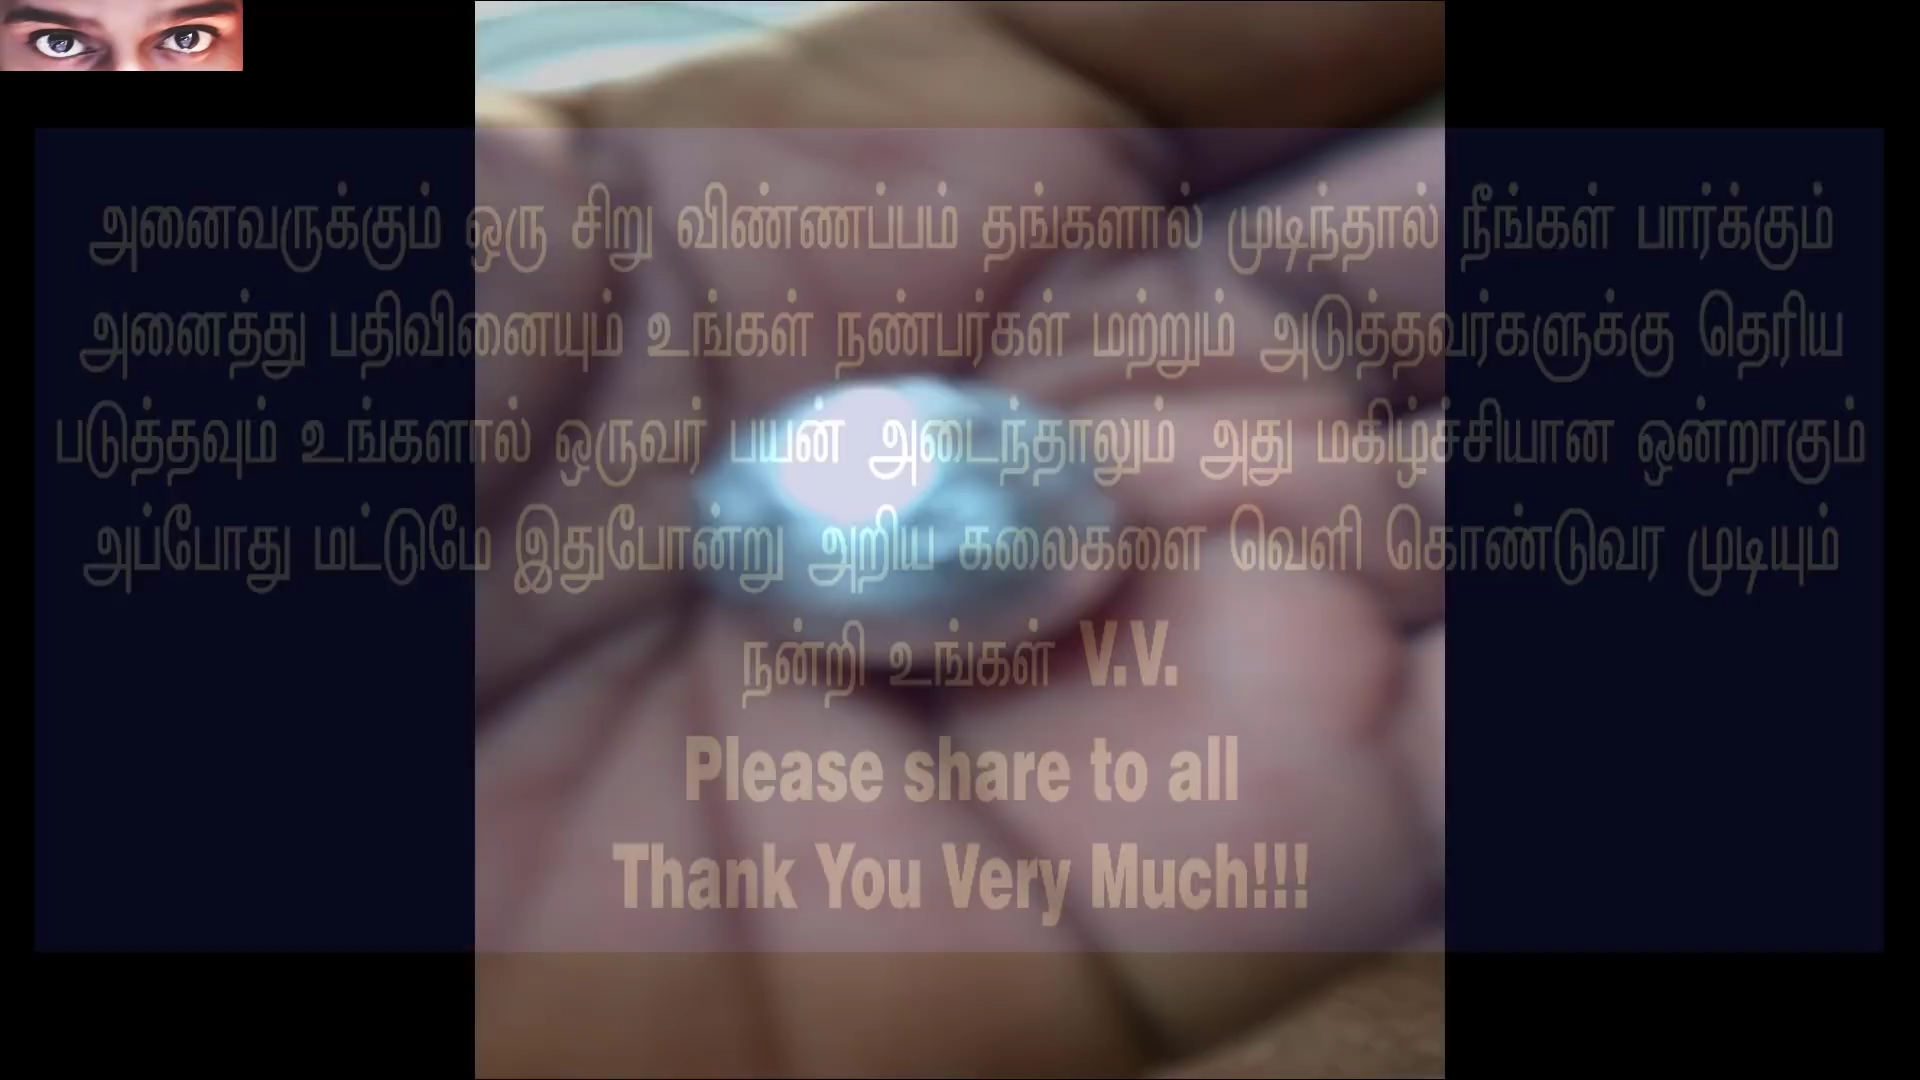 அனைவருக்கும் ஒரு சிறு விண்ணப்பம் தங்களால் முடிந்தால் நீங்கள் பார்க்கும்
அனைத்து பதிவினையும் உங்கள் நண்பர்கள் மற்றும் அடுத்தவர்களுக்கு தெரிய
படுத்தவும் உங்களால் ஒருவர் பயன் அடைந்தாலும் அது மகிழ்ச்சியான ஒன்றாகும்
அப்போது மட்டுமே இதுபோன்று அறிய கலைகளை வெளி கொண்டுவர முடியும்
நன்றி உங்கள் V.V.
Please share to all
Thank You Very Much!!!